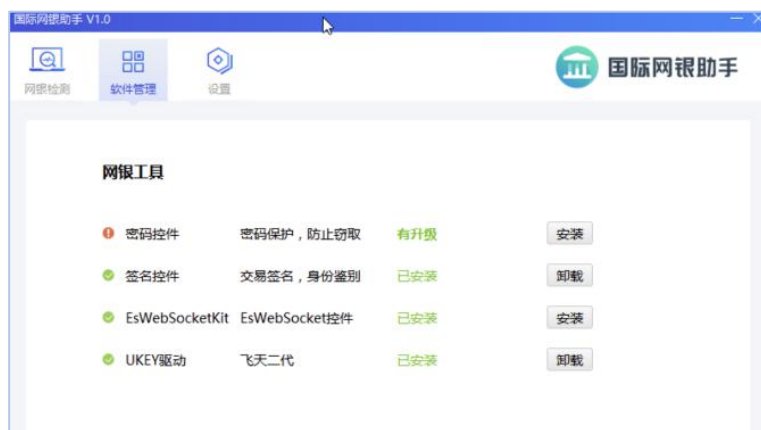 国际网银助手 V1.0
网银检测 软件管理 设置 国际网银助手
网银工具
密码控件 密码保护，防止窃取 有升级 安装
签名控件 交易签名，身份鉴别 已安装 卸载
EsWebSocketKit EsWebSocket控件 已安装 安装
UKEY驱动 飞天二代 已安装 卸载